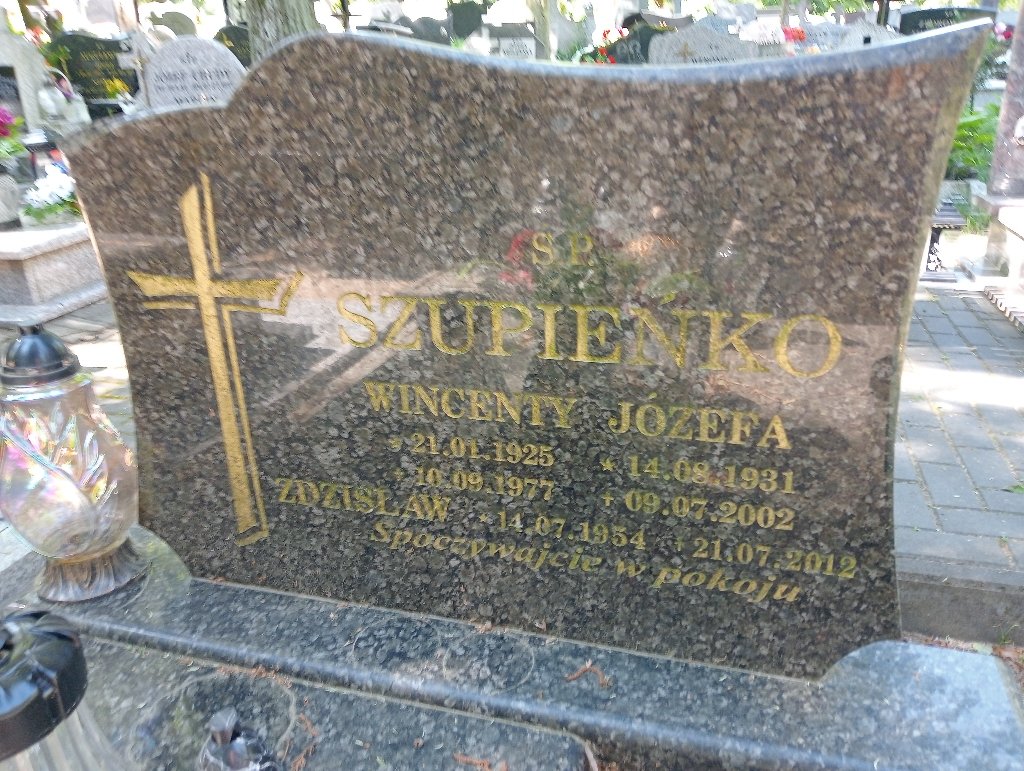 Ś.P.
SZUPIEŃKO
WINCENTY JÓZEFA
* 21.01.1925 * 14.08.1931
+ 10.09.1977 + 09.07.2002
ZDZISŁAW * 14.07.1954 + 21.07.2012
Spoczywajcie w pokoju